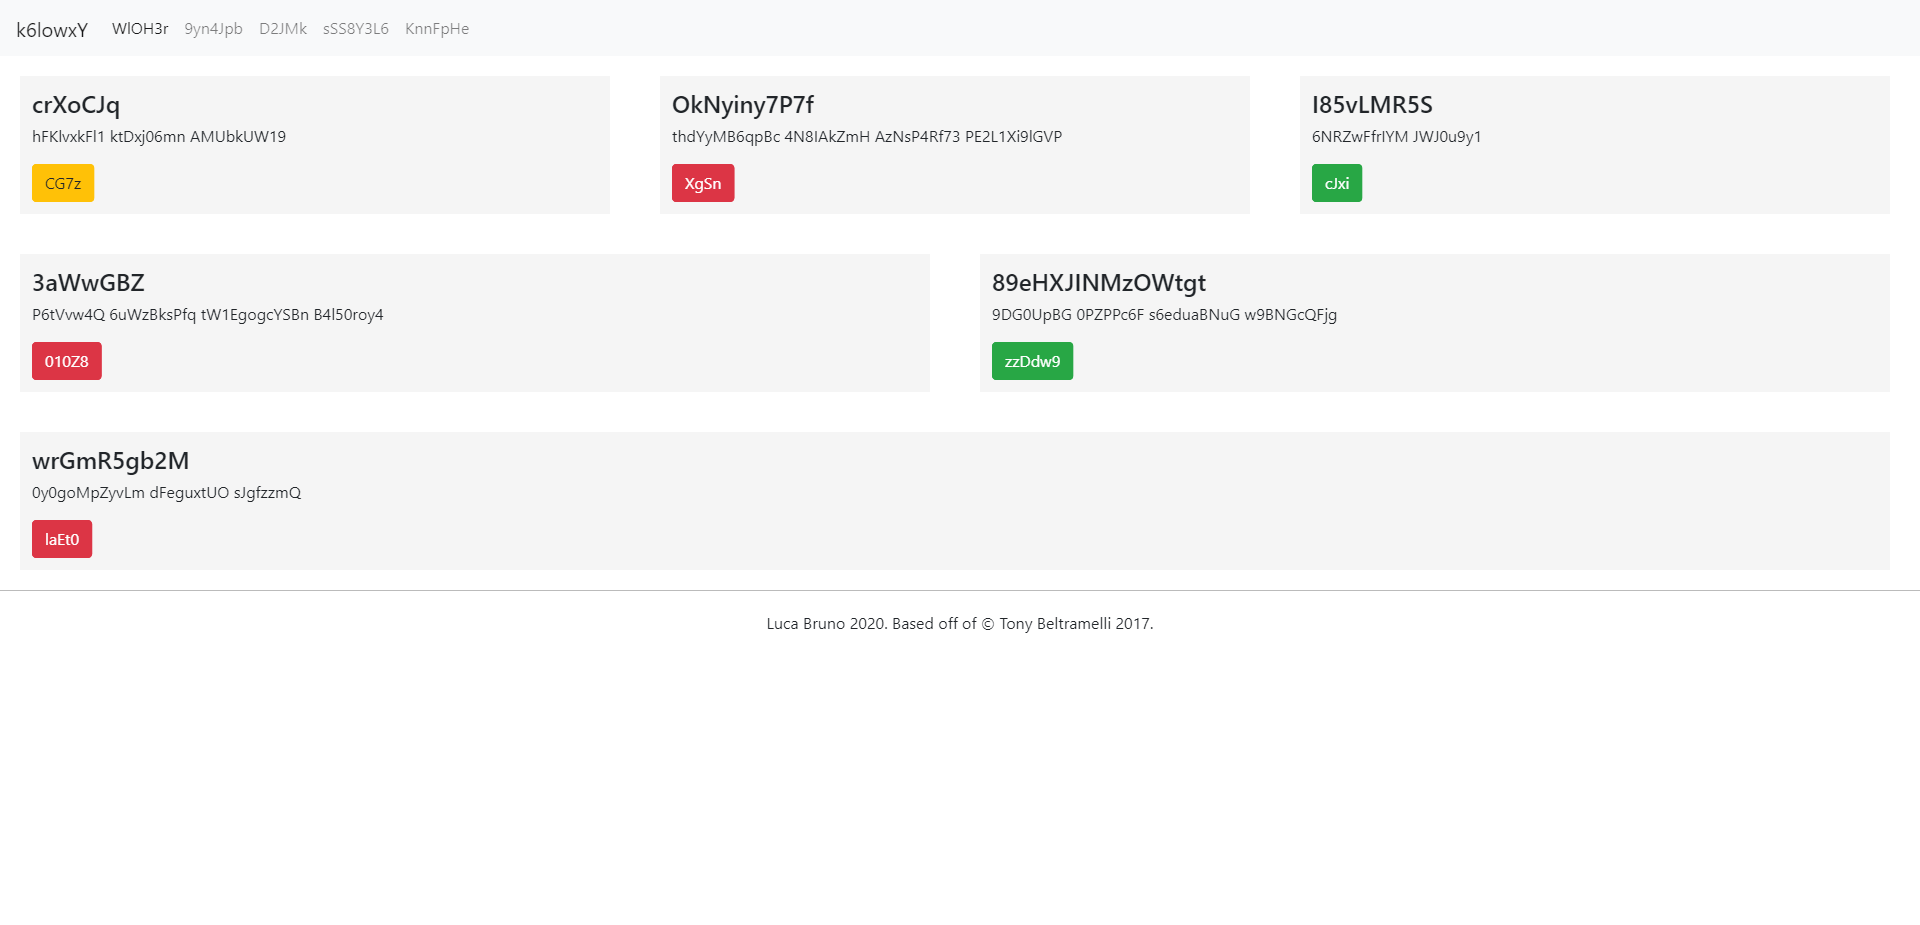 k6lowxY WlOH3r 9yn4Jpb D2JMk sSS8Y3L6 KnnFpHe
crXoCJq
hFKlvxkFl1 ktDxj06mn AMUbkUW19
CG7z
OkNyiny7P7f
thdYyMB6qpBc 4N8IAkZmH AzNsP4Rf73 PE2L1Xi9lGVP
XgSn
I85vLMR5S
6NRZwFfrIYM JWJ0u9y1
cJxi
3aWwGBZ
P6tVvw4Q 6uWzBksPfq tW1EgogcYSBn B4l50roy4
010Z8
89eHXJINMzOWtgt
9DG0UpBG 0PZPPc6F s6eduaBNuG w9BNGcQFjg
zzDdw9
wrGmR5gb2M
0y0goMpZyvLm dFeguxtUO sJgfzzmQ
laEt0
Luca Bruno 2020. Based off of © Tony Beltramelli 2017.